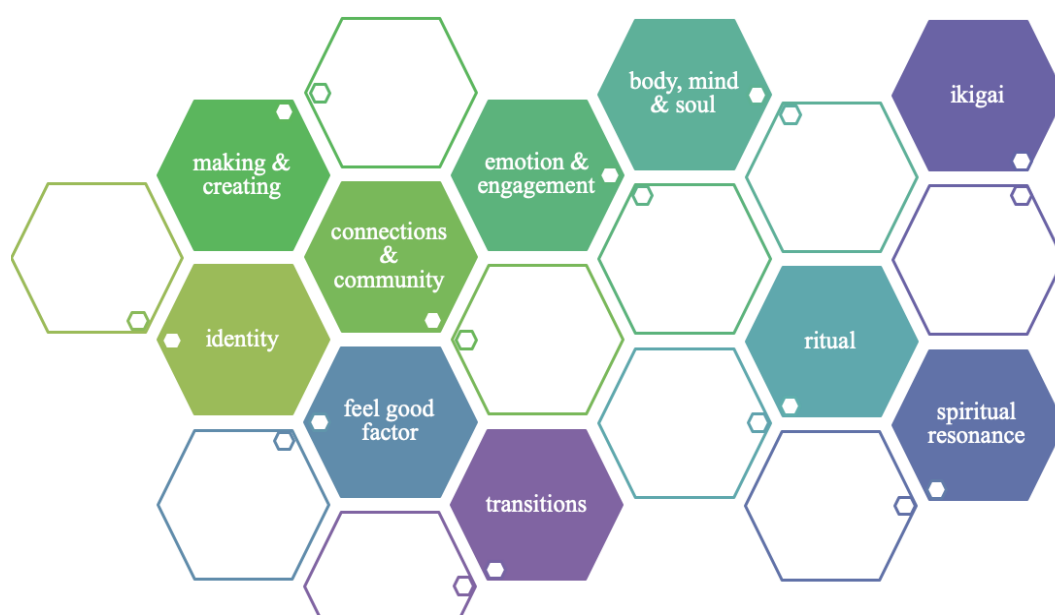 body, mind
& soul
ikigai
making &
creating
emotion &
engagement
connections
&
community
identity
ritual
feel good
factor
spiritual
resonance
transitions